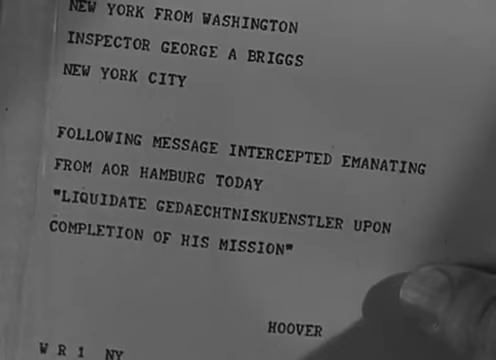 NEW YORK FROM WASHINGTON
INSPECTOR GEORGE A BRIGGS
NEW YORK CITY
FOLLOWING MESSAGE INTERCEPTED EMANATING
FROM AOR HAMBURG TODAY
"LIQUIDATE GEDAECHTNISKUENSTLER UPON
COMPLETION OF HIS MISSION"
HOOVER
W R 1 NY